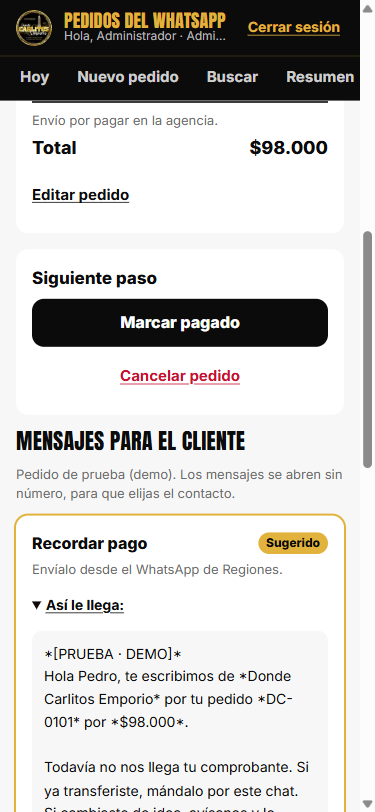 PEDIDOS DEL WHATSAPP
Hola, Administrador · Admi...
Cerrar sesión
Hoy
Nuevo pedido
Buscar
Resumen
Envío por pagar en la agencia.
Total
$98.000
Editar pedido
Siguiente paso
Marcar pagado
Cancelar pedido
MENSAJES PARA EL CLIENTE
Pedido de prueba (demo). Los mensajes se abren sin
número, para que elijas el contacto.
Recordar pago
Sugerido
Envíalo desde el WhatsApp de Regiones.
▼ Así le llega:
*[PRUEBA · DEMO]*
Hola Pedro, te escribimos de *Donde
Carlitos Emporio* por tu pedido *DC-
0101* por *$98.000*.
Todavía no nos llega tu comprobante. Si
ya transferiste, mándalo por este chat.